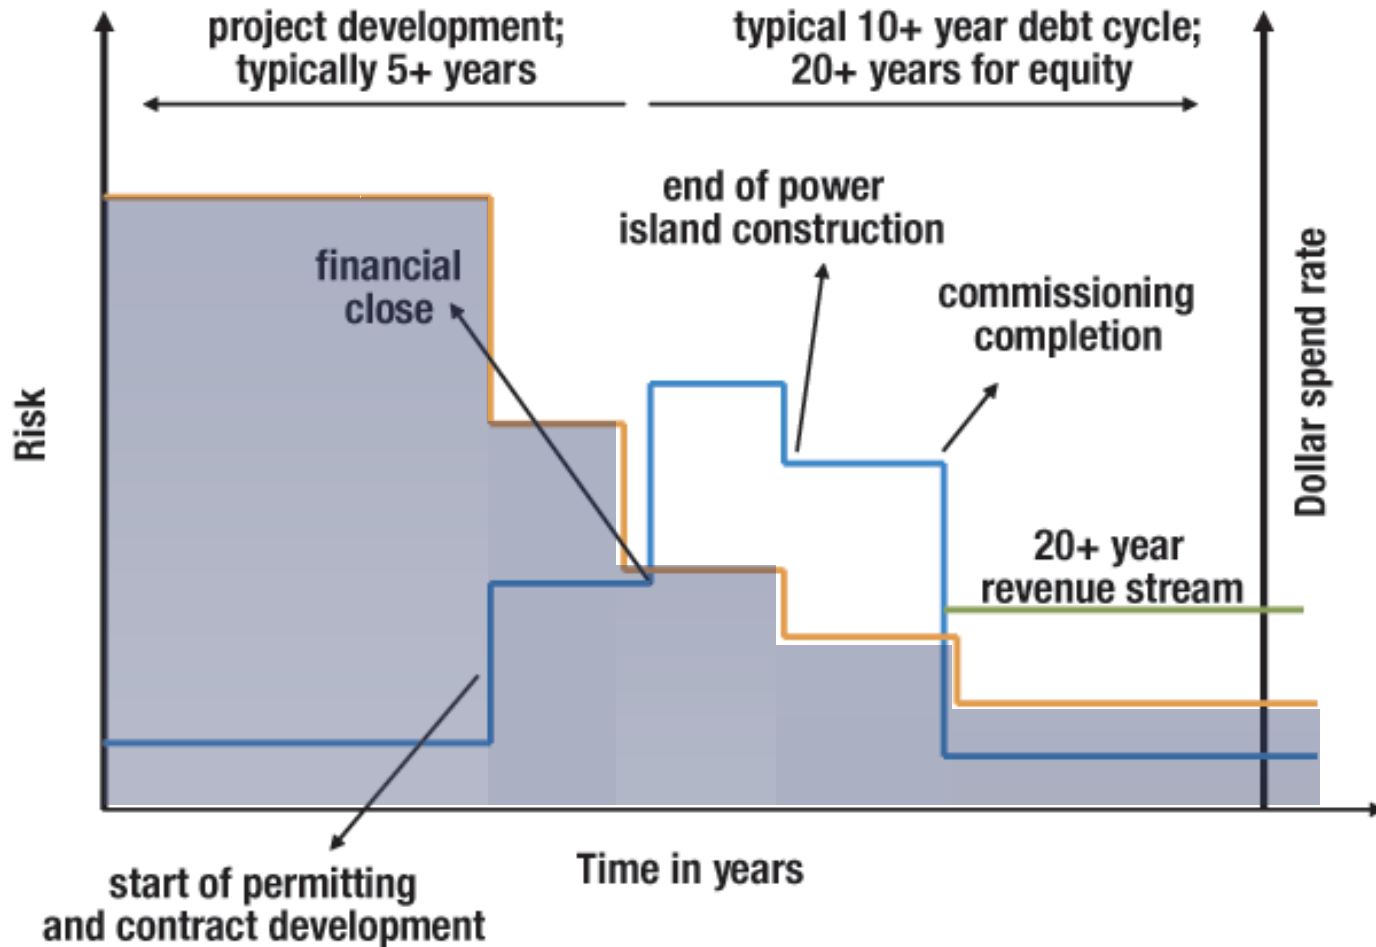 project development;
typically 5+ years
typical 10+ year debt cycle;
20+ years for equity
end of power
island construction
financial
close
commissioning
completion
Risk
Dollar spend rate
20+ year
revenue stream
Time in years
start of permitting
and contract development